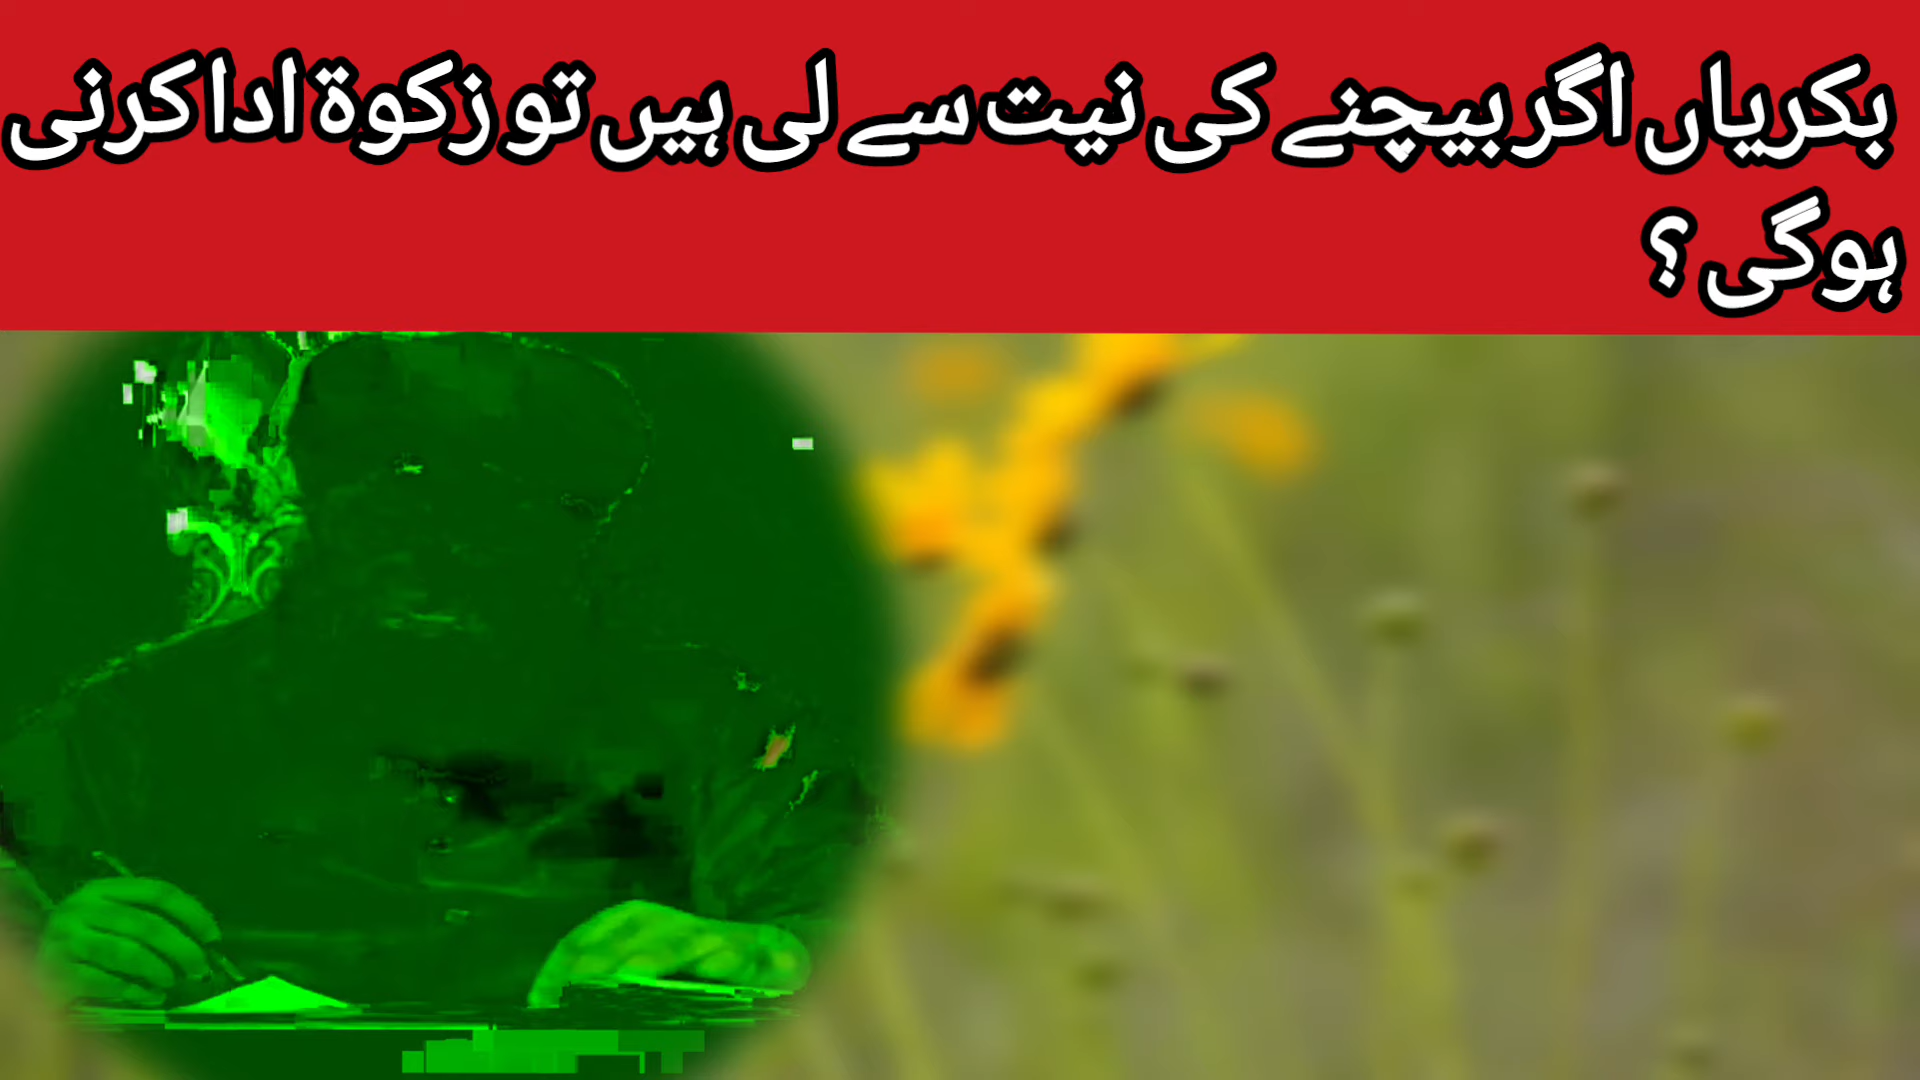 بکریاں اگر بیچنے کی نیت سے لی ہیں تو زکوۃ ادا کرنی
ہوگی ؟